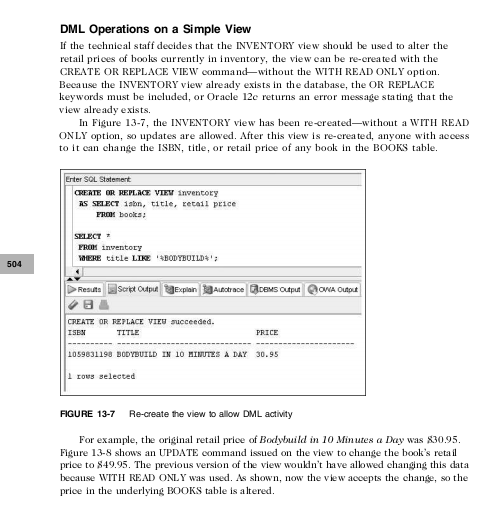 DML Operations on a Simple View
If the technical staff decides that the INVENTORY view should be used to alter the
retail prices of books currently in inventory, the view can be re-created with the
CREATE OR REPLACE VIEW command—without the WITH READ ONLY option.
Because the INVENTORY view already exists in the database, the OR REPLACE
keywords must be included, or Oracle 12c returns an error message stating that the
view already exists.
In Figure 13-7, the INVENTORY view has been re-created—without a WITH READ
ONLY option, so updates are allowed. After this view is re-created, anyone with access
to it can change the ISBN, title, or retail price of any book in the BOOKS table.
Enter SQL Statement:
CREATE OR REPLACE VIEW inventory
AS SELECT isbn, title, retail price
FROM books;
SELECT *
FROM inventory
WHERE title LIKE '%BODYBUILD%';
504
Results Script Output Explain Autotrace DBMS Output OWA Output
CREATE OR REPLACE VIEW succeeded.
ISBN TITLE PRICE
---------- ------------------------------ ----------------------
1059831198 BODYBUILD IN 10 MINUTES A DAY 30.95
1 rows selected
FIGURE 13-7 Re-create the view to allow DML activity
For example, the original retail price of Bodybuild in 10 Minutes a Day was $30.95.
Figure 13-8 shows an UPDATE command issued on the view to change the book's retail
price to $49.95. The previous version of the view wouldn't have allowed changing this data
because WITH READ ONLY was used. As shown, now the view accepts the change, so the
price in the underlying BOOKS table is altered.